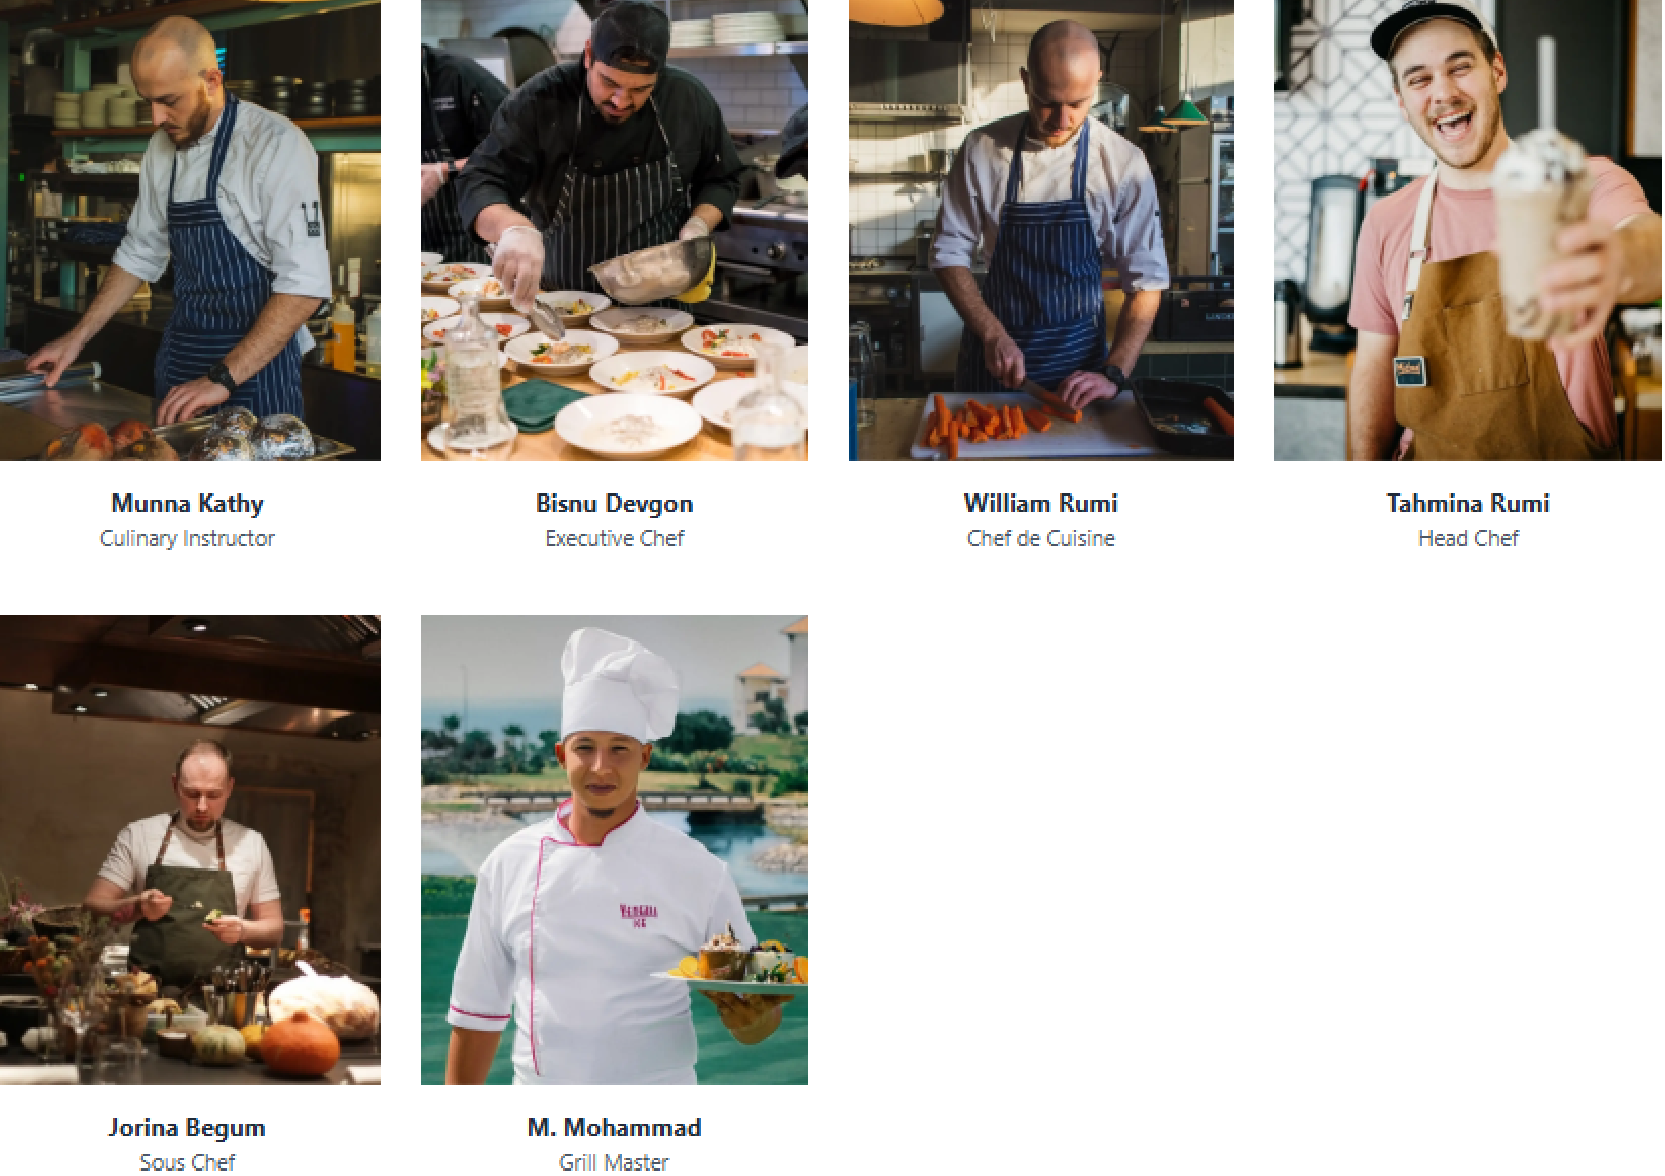 Munna Kathy
Culinary Instructor
Bisnu Devgon
Executive Chef
William Rumi
Chef de Cuisine
Tahmina Rumi
Head Chef
Jorina Begum
Sous Chef
M. Mohammad
Grill Master